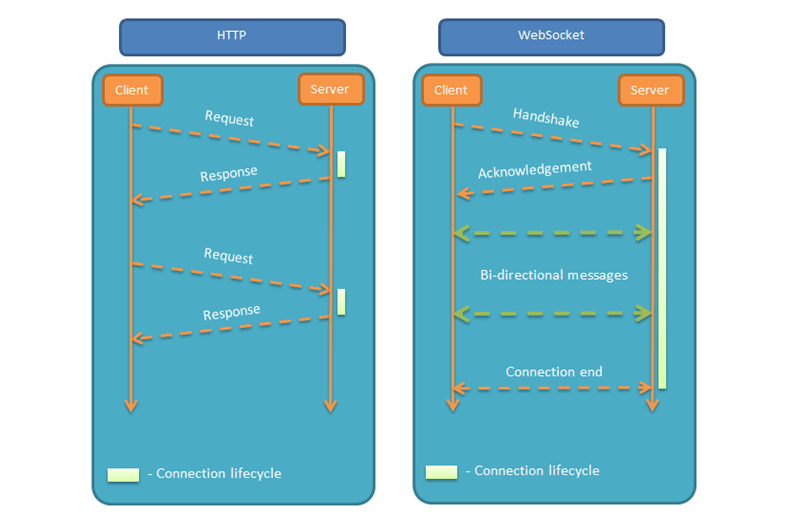 HTTP
Client
Server
Request
Response
Request
Response
- Connection lifecycle
WebSocket
Client
Server
Handshake
Acknowledgement
Bi-directional messages
Connection end
- Connection lifecycle